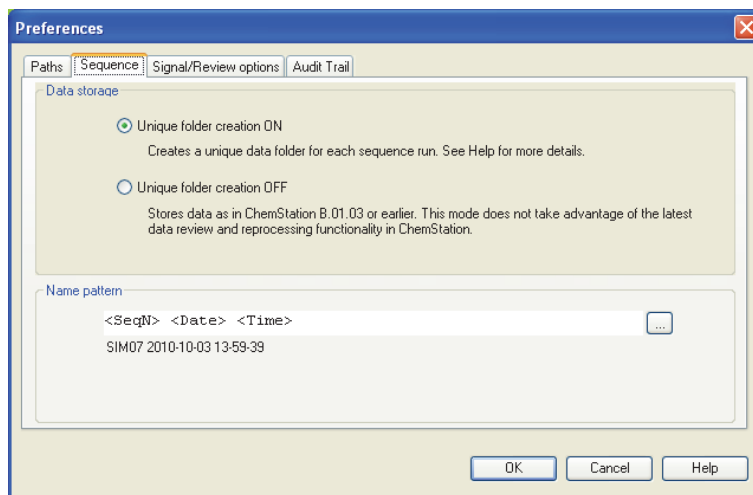 Preferences
Paths Sequence Signal/Review options Audit Trail
Data storage
Unique folder creation ON
Creates a unique data folder for each sequence run. See Help for more details.
Unique folder creation OFF
Stores data as in ChemStation B.01.03 or earlier. This mode does not take advantage of the latest
data review and reprocessing functionality in ChemStation.
Name pattern
<SeqN> <Date> <Time>
...
SIM07 2010-10-03 13-59-39
OK Cancel Help